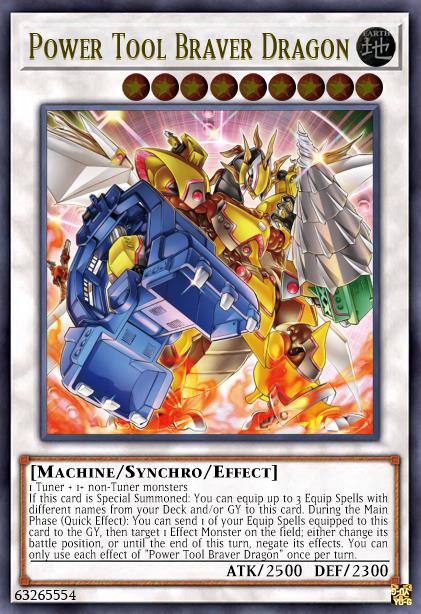 POWER TOOL BRAVER DRAGON
EARTH
地
[MACHINE/SYNCHRO/EFFECT]
1 Tuner + 1+ non-Tuner monsters
If this card is Special Summoned: You can equip up to 3 Equip Spells with
different names from your Deck and/or GY to this card. During the Main
Phase (Quick Effect): You can send 1 of your Equip Spells equipped to this card
to the GY, then target 1 Effect Monster on the field; either change its
battle position, or until the end of this turn, negate its effects. You can
only use each effect of "Power Tool Braver Dragon" once per turn.
ATK/2500 DEF/2300
63265554